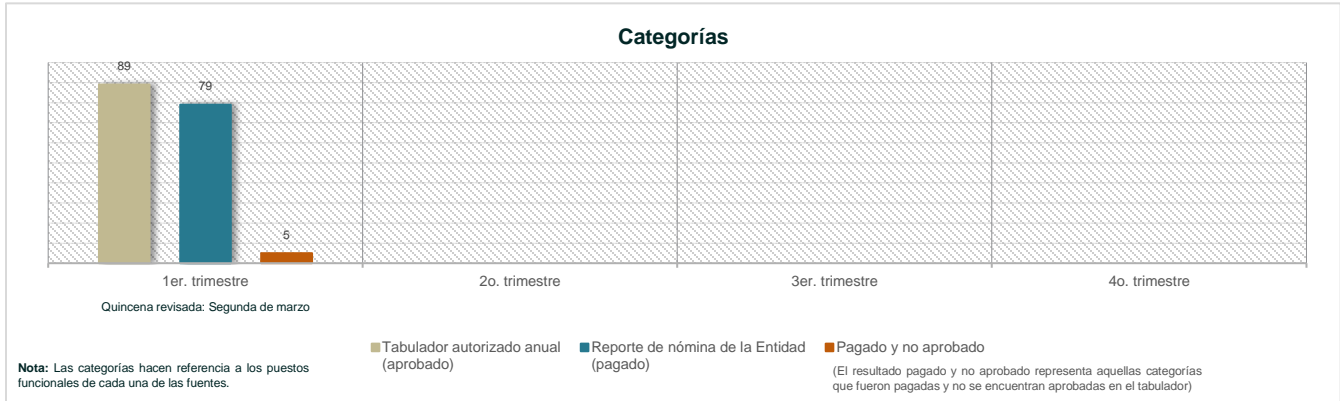 Categorías
89
79
5
1er. trimestre
2o. trimestre
3er. trimestre
4o. trimestre
Quincena revisada: Segunda de marzo
Tabulador autorizado anual
(aprobado)
Reporte de nómina de la Entidad
(pagado)
Pagado y no aprobado
(El resultado pagado y no aprobado representa aquellas categorías
que fueron pagadas y no se encuentran aprobadas en el tabulador)
Nota: Las categorías hacen referencia a los puestos
funcionales de cada una de las fuentes.